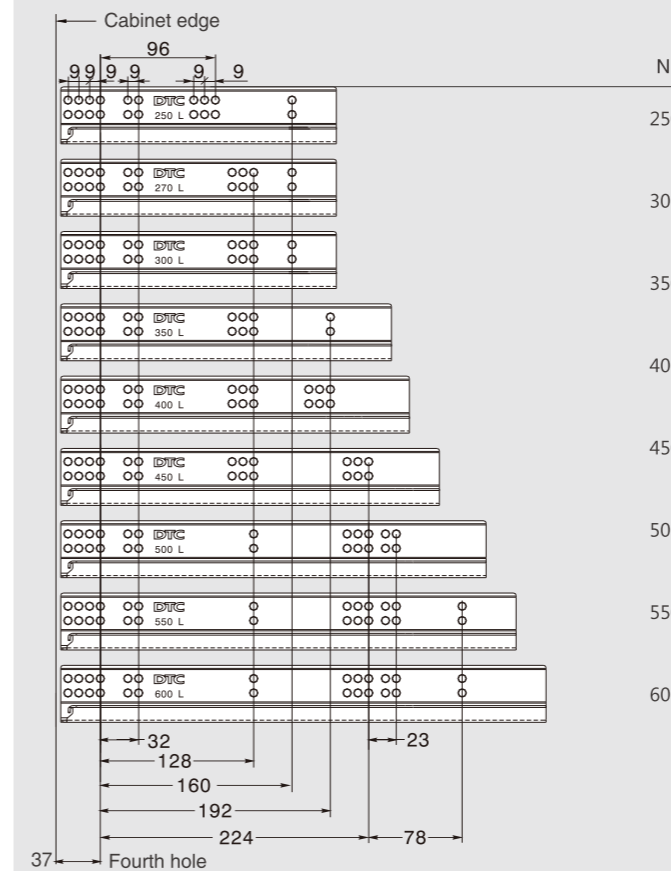 Cabinet edge
96
9 9 9 9 9 9
N
DTC
250 L
25
DTC
270 L
30
DTC
300 L
35
DTC
350 L
40
DTC
400 L
45
DTC
450 L
50
DTC
500 L
55
DTC
550 L
60
DTC
600 L
32
23
128
160
192
224
78
37
Fourth hole